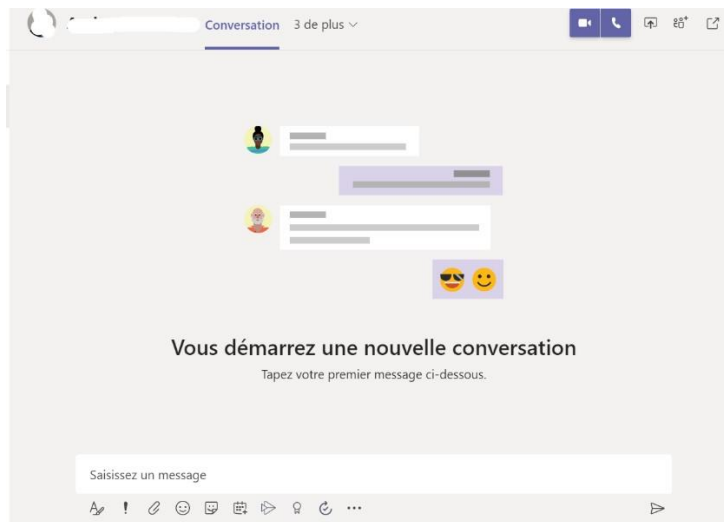 Conversation 3 de plus
Vous démarrez une nouvelle conversation
Tapez votre premier message ci-dessous.
Saisissez un message